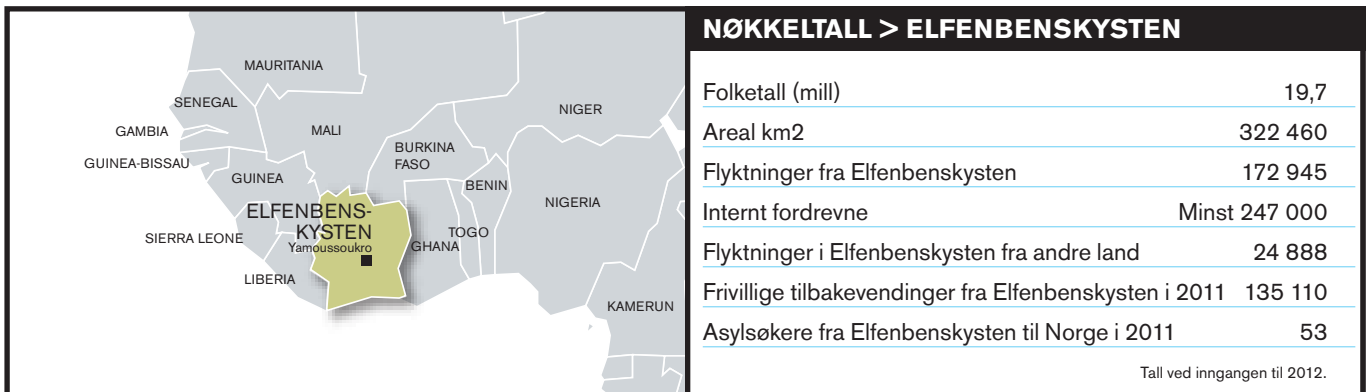 MAURITANIA
SENEGAL
GAMBIA
MALI
NIGER
GUINEA-BISSAU
BURKINA
FASO
GUINEA
BENIN
NIGERIA
ELFENBENS-
KYSTEN
Yamoussoukro
SIERRA LEONE
TOGO
GHANA
LIBERIA
KAMERUN
NØKKELTALL > ELFENBENSKYSTEN
Folketall (mill) 19,7
Areal km2 322 460
Flyktninger fra Elfenbenskysten 172 945
Internt fordrevne Minst 247 000
Flyktninger i Elfenbenskysten fra andre land 24 888
Frivillige tilbakevendinger fra Elfenbenskysten i 2011 135 110
Asylsøkere fra Elfenbenskysten til Norge i 2011 53
Tall ved inngangen til 2012.